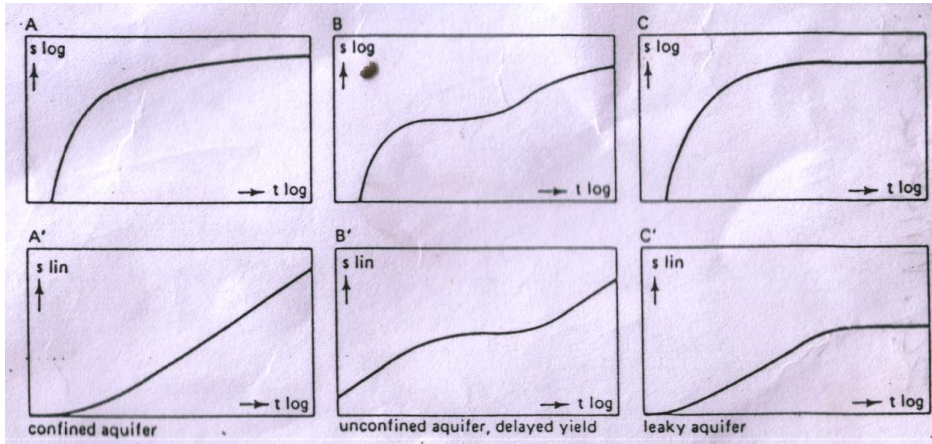 A
s log
t log
B
s log
t log
C
s log
t log
A'
s lin
t log
confined aquifer
B'
s lin
t log
unconfined aquifer, delayed yield
C'
s lin
t log
leaky aquifer